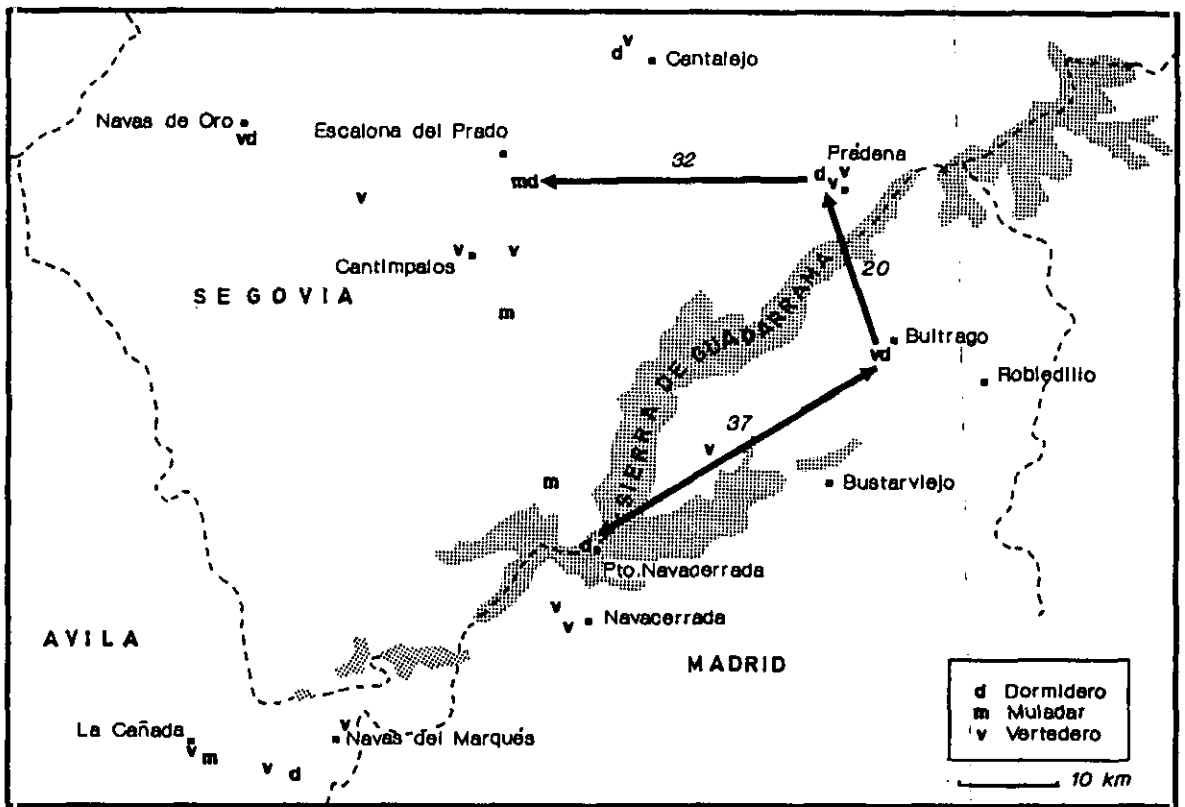 v
d
Cantalejo
Navas de Oro
vd
Escalona del Prado
md
32
Prádena
d v
v
v
Cantimpalos
v
v
SEGOVIA
m
SIERRA DE GUADARRAMA
20
Buitrago
vd
Robledillo
37
v
m
Bustarviejo
d
Pto.Navacerrada
v
v
Navacerrada
AVILA
MADRID
La Cañada
v m
v
Navas del Marqués
v d
d Dormidero
m Muladar
v Vertedero
10 km